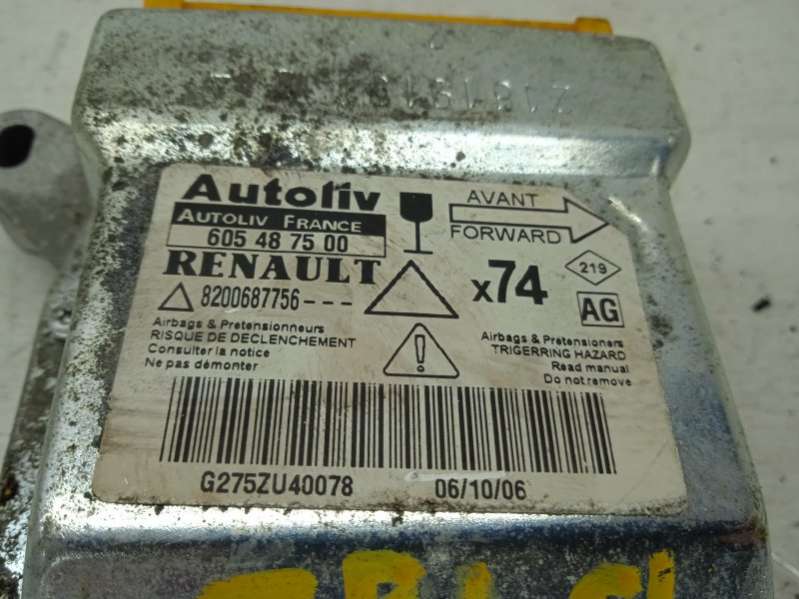 Autoliv
AUTOLIV FRANCE
605 48 75 00
RENAULT
8200687756---
AVANT
FORWARD
x74
219
AG
Airbags & Pretensionneurs
RISQUE DE DECLENCHEMENT
Consulter la notice
Ne pas démonter
!
Airbags & Pretensioners
TRIGERRING HAZARD
Read manual
Do not remove
G275ZU40078
06/10/06